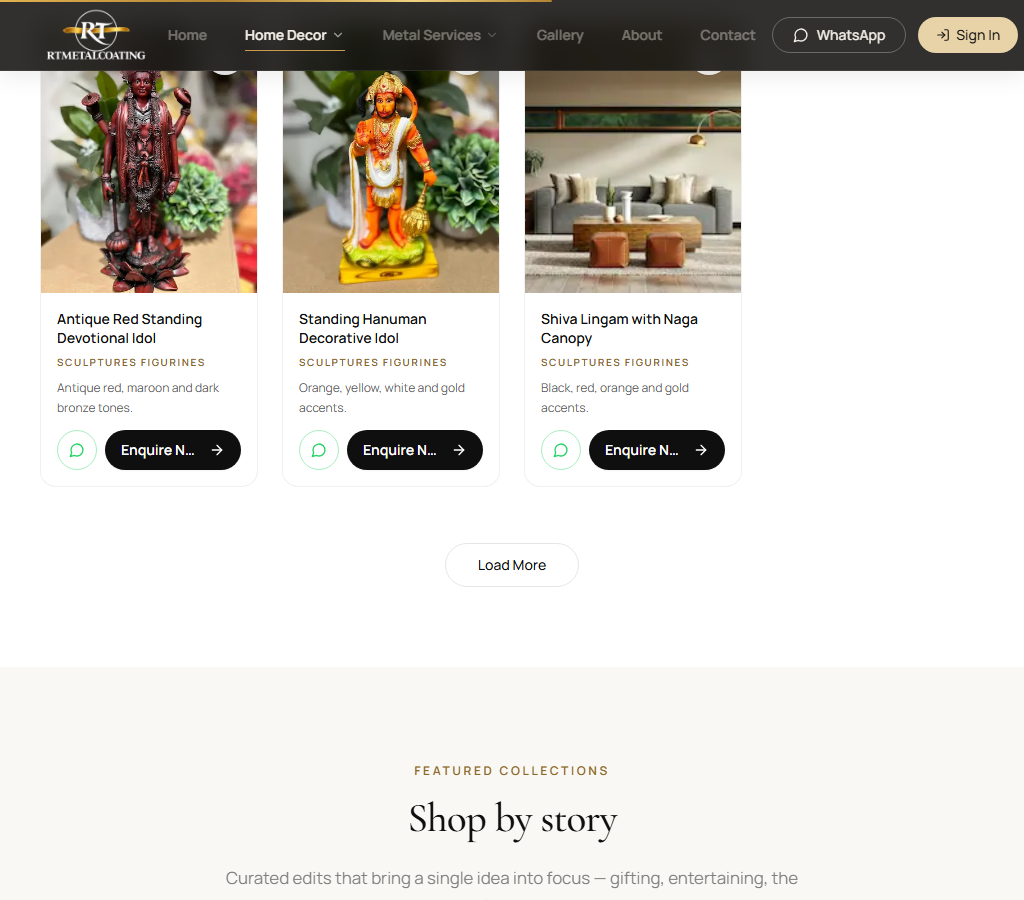 RT
RTMETALCOATING
Home
Home Decor
Metal Services
Gallery
About
Contact
WhatsApp
Sign In
Antique Red Standing
Devotional Idol
SCULPTURES FIGURINES
Antique red, maroon and dark
bronze tones.
Enquire N...
Standing Hanuman
Decorative Idol
SCULPTURES FIGURINES
Orange, yellow, white and gold
accents.
Enquire N...
Shiva Lingam with Naga
Canopy
SCULPTURES FIGURINES
Black, red, orange and gold
accents.
Enquire N...
Load More
FEATURED COLLECTIONS
Shop by story
Curated edits that bring a single idea into focus — gifting, entertaining, the